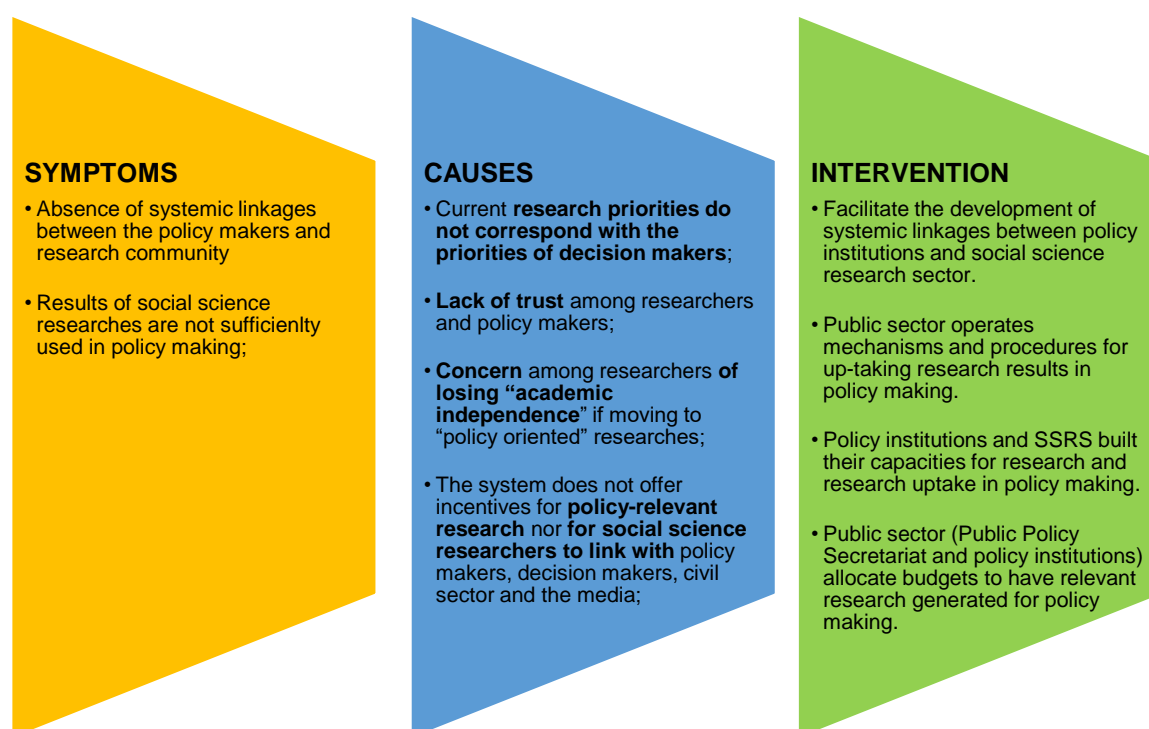 SYMPTOMS
• Absence of systemic linkages
between the policy makers and
research community
• Results of social science
researches are not sufficienlty
used in policy making;
CAUSES
• Current research priorities do
not correspond with the
priorities of decision makers;
• Lack of trust among researchers
and policy makers;
• Concern among researchers of
losing “academic
independence” if moving to
“policy oriented” researches;
• The system does not offer
incentives for policy-relevant
research nor for social science
researchers to link with policy
makers, decision makers, civil
sector and the media;
INTERVENTION
• Facilitate the development of
systemic linkages between policy
institutions and social science
research sector.
• Public sector operates
mechanisms and procedures for
up-taking research results in
policy making.
• Policy institutions and SSRS built
their capacities for research and
research uptake in policy making.
• Public sector (Public Policy
Secretariat and policy institutions)
allocate budgets to have relevant
research generated for policy
making.